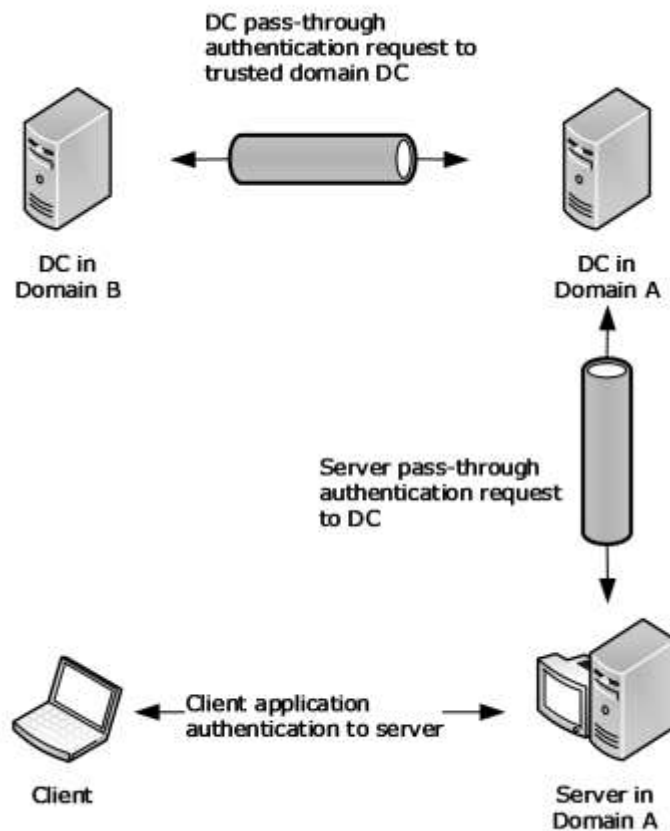 DC pass-through
authentication request to
trusted domain DC
DC in
Domain B
DC in
Domain A
Server pass-through
authentication request
to DC
Client application
authentication to server
Client
Server in
Domain A